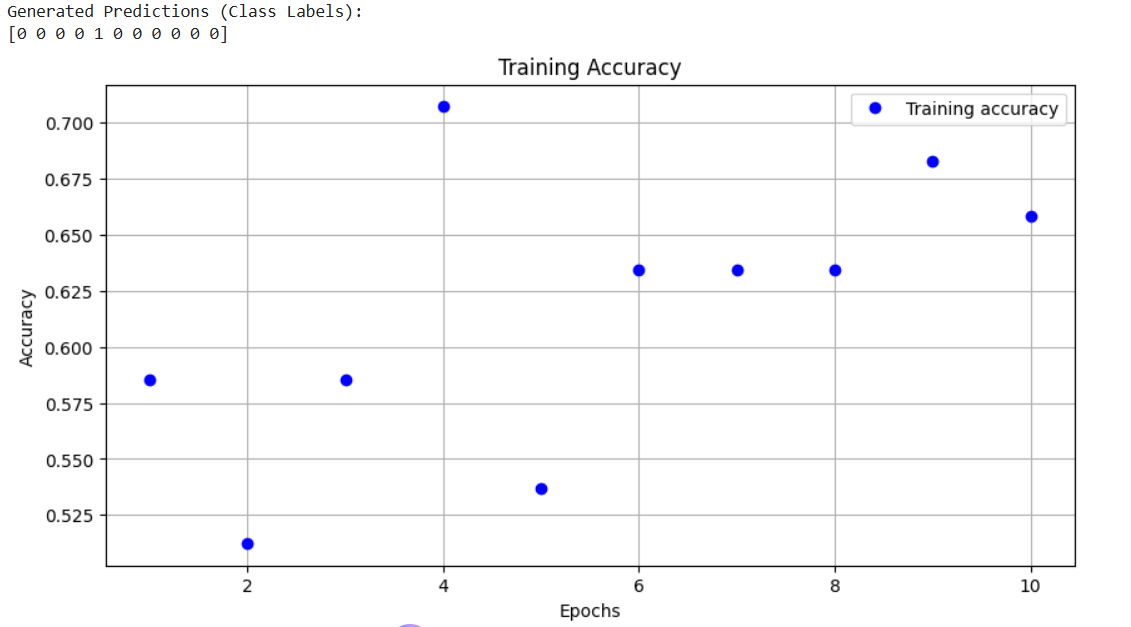 Generated Predictions (Class Labels):
[0 0 0 0 1 0 0 0 0 0 0]
Training Accuracy
Training accuracy
0.700
0.675
0.650
0.625
0.600
0.575
0.550
0.525
Accuracy
2 4 6 8 10
Epochs